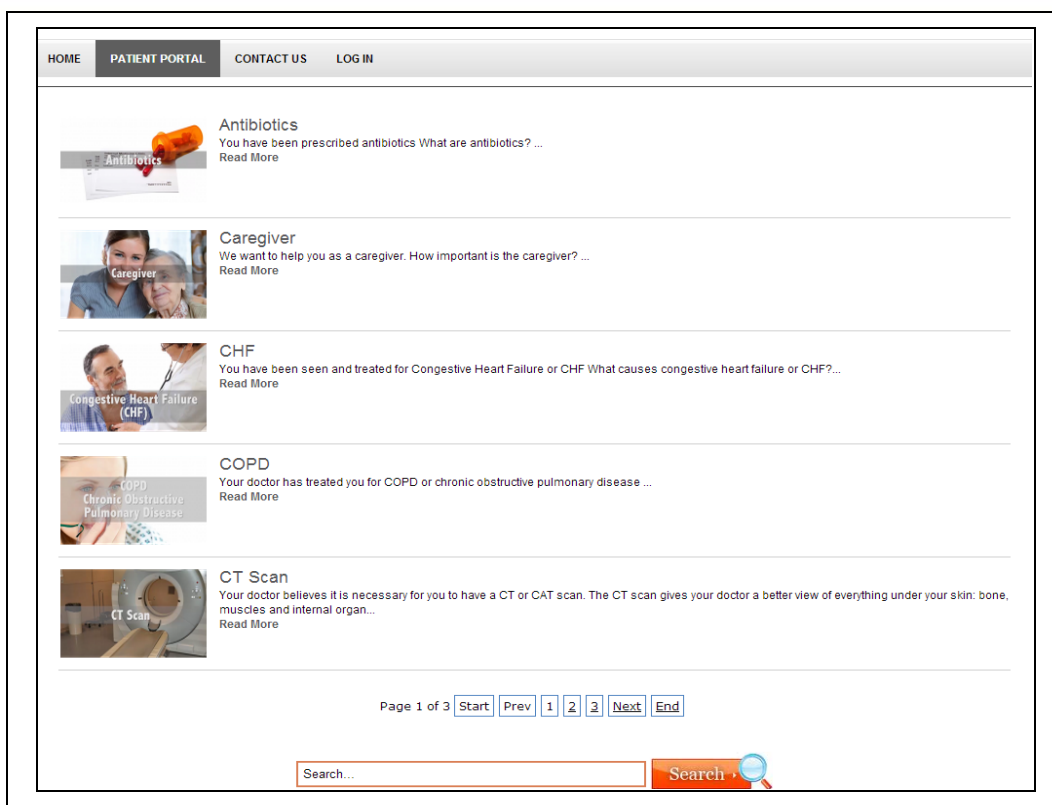 HOME PATIENT PORTAL CONTACT US LOG IN
Antibiotics
Antibiotics
You have been prescribed antibiotics What are antibiotics? ...
Read More
Caregiver
Caregiver
We want to help you as a caregiver. How important is the caregiver? ...
Read More
Congestive Heart Failure
(CHF)
CHF
You have been seen and treated for Congestive Heart Failure or CHF What causes congestive heart failure or CHF?...
Read More
COPD
Chronic Obstructive
Pulmonary Disease
COPD
Your doctor has treated you for COPD or chronic obstructive pulmonary disease ...
Read More
CT Scan
CT Scan
Your doctor believes it is necessary for you to have a CT or CAT scan. The CT scan gives your doctor a better view of everything under your skin: bone,
muscles and internal organ...
Read More
Page 1 of 3 Start Prev 1 2 3 Next End
Search...
Search